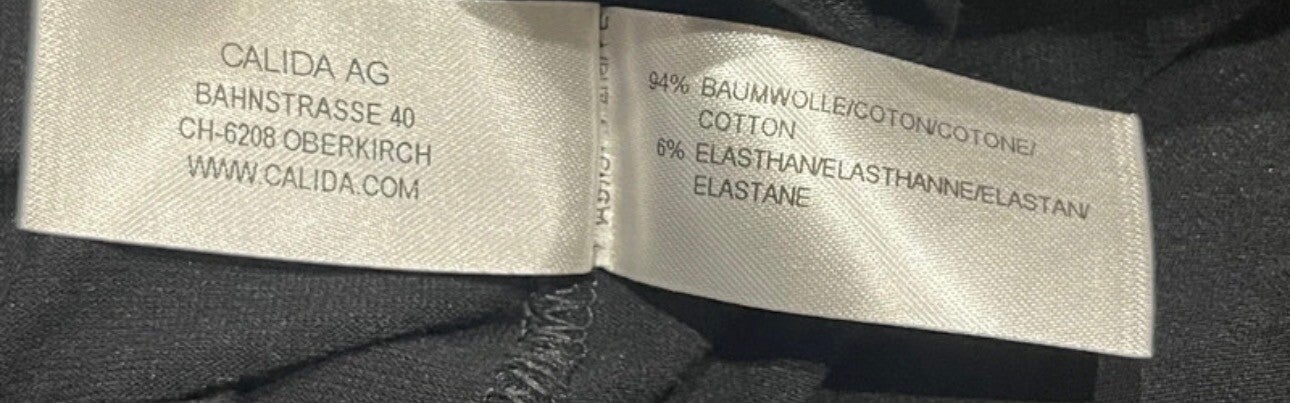 CALIDA AG
BAHNSTRASSE 40
CH-6208 OBERKIRCH
WWW.CALIDA.COM
94% BAUMWOLLE/COTON/COTONE/
COTTON
6% ELASTHAN/ELASTHANNE/ELASTAN/
ELASTANE